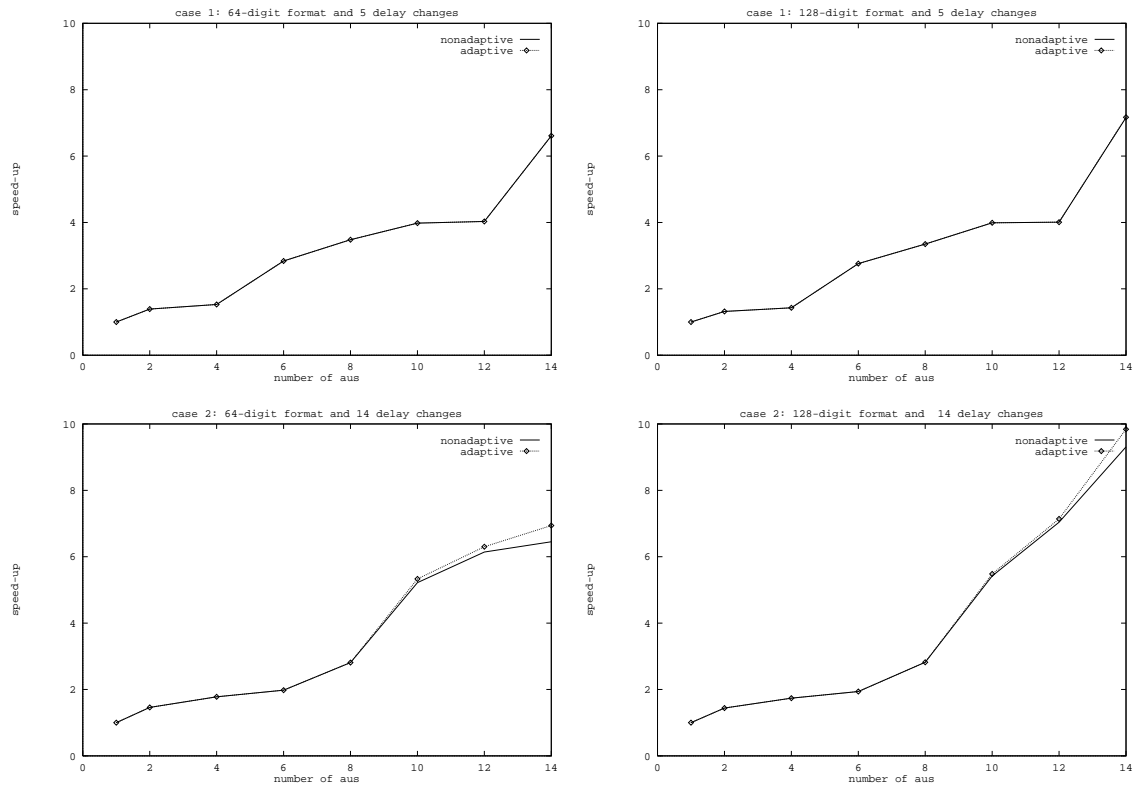 case 1: 64-digit format and 5 delay changes
10
8
6
4
2
0
speed-up
nonadaptive
adaptive
0 2 4 6 8 10 12 14
number of aus
case 1: 128-digit format and 5 delay changes
10
8
6
4
2
0
speed-up
nonadaptive
adaptive
0 2 4 6 8 10 12 14
number of aus
case 2: 64-digit format and 14 delay changes
10
8
6
4
2
0
speed-up
nonadaptive
adaptive
0 2 4 6 8 10 12 14
number of aus
case 2: 128-digit format and  14 delay changes
10
8
6
4
2
0
speed-up
nonadaptive
adaptive
0 2 4 6 8 10 12 14
number of aus